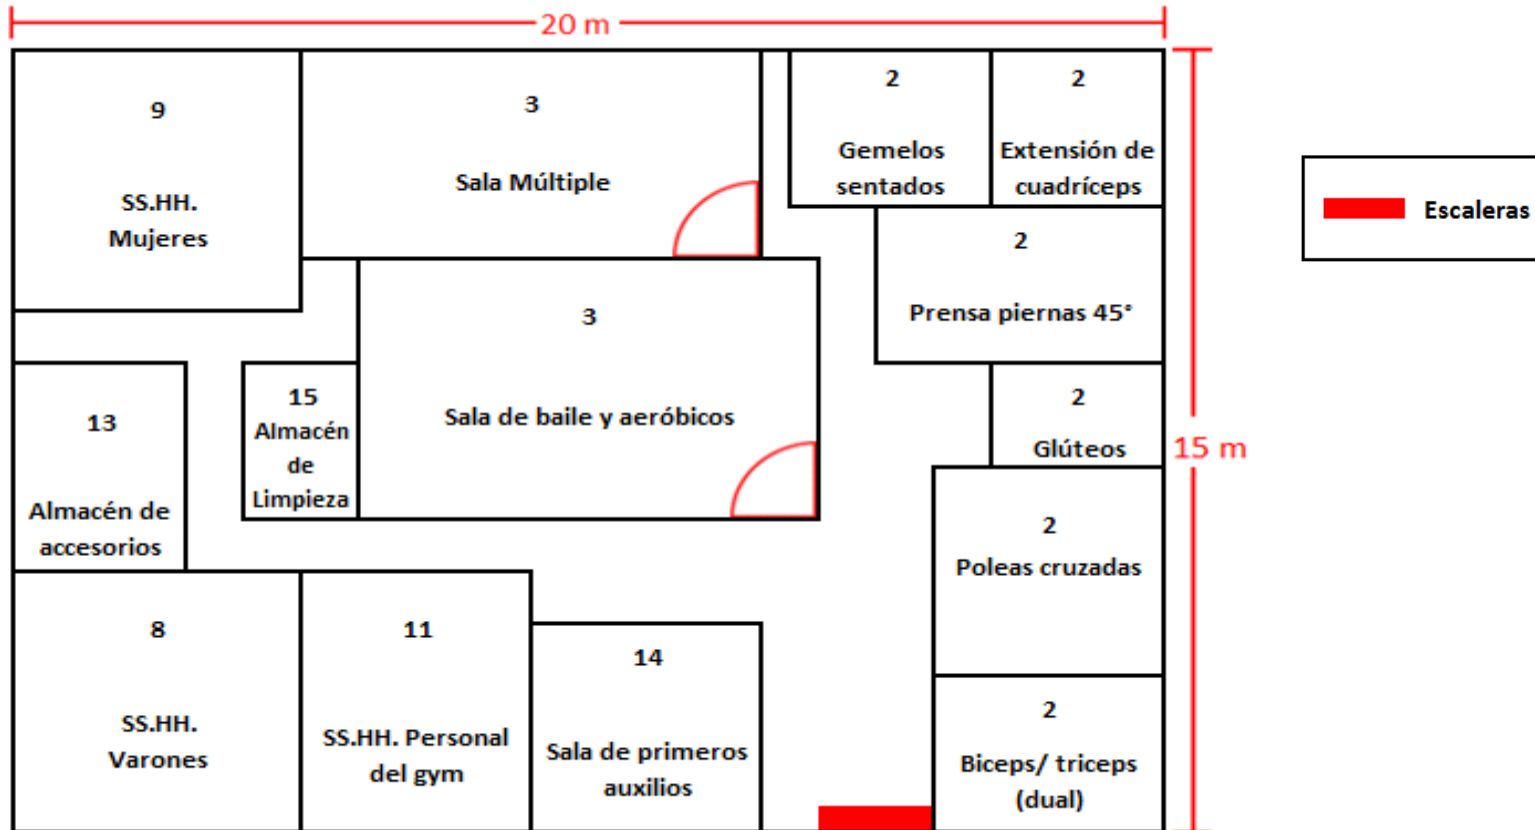 20 m
9
SS.HH.
Mujeres
3
Sala Múltiple
2
Gemelos
sentados
2
Extensión de
cuadríceps
Escaleras
2
Prensa piernas 45°
3
Sala de baile y aeróbicos
13
Almacén de
accesorios
15
Almacén
de
Limpieza
2
Glúteos
15 m
2
Poleas cruzadas
8
SS.HH.
Varones
11
SS.HH. Personal
del gym
14
Sala de primeros
auxilios
2
Biceps/ triceps
(dual)